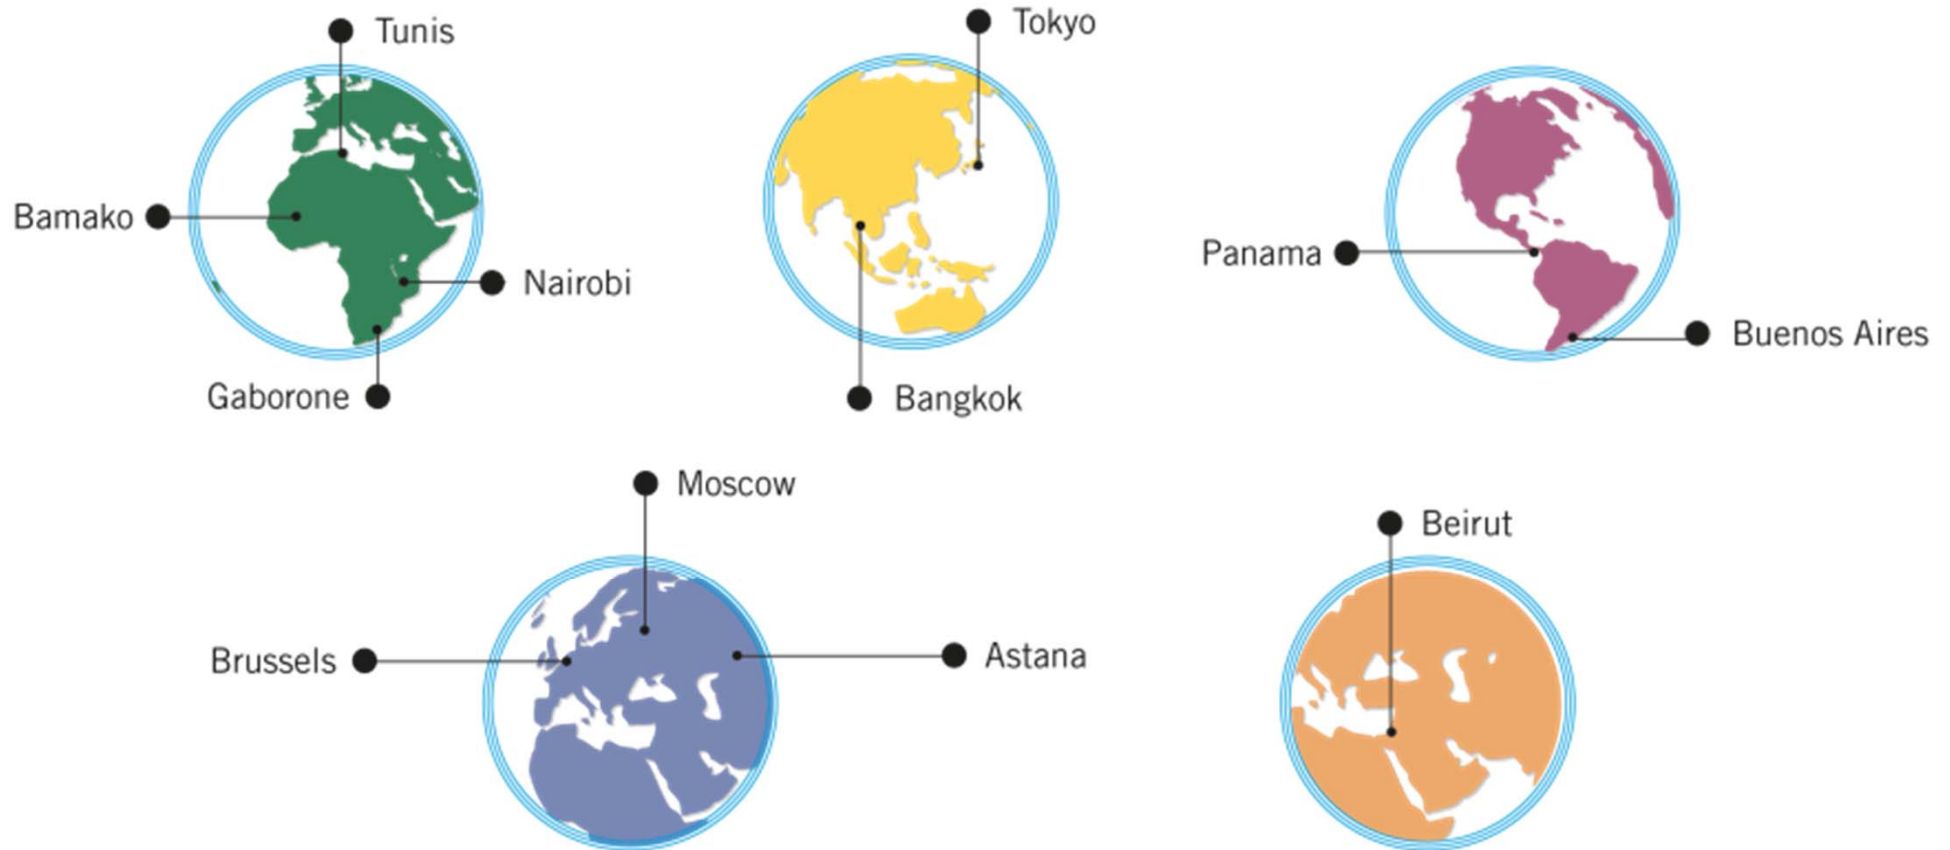 Tunis
Tokyo
Bamako
Nairobi
Panama
Buenos Aires
Gaborone
Bangkok
Moscow
Beirut
Brussels
Astana